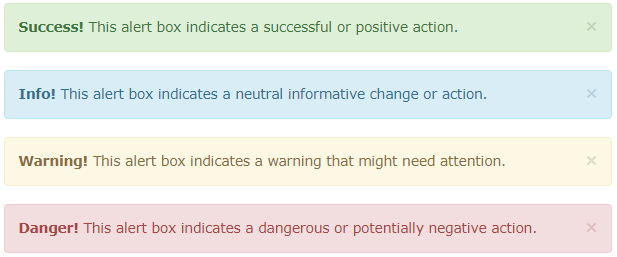 Success! This alert box indicates a successful or positive action. ×
Info! This alert box indicates a neutral informative change or action. ×
Warning! This alert box indicates a warning that might need attention. ×
Danger! This alert box indicates a dangerous or potentially negative action. ×